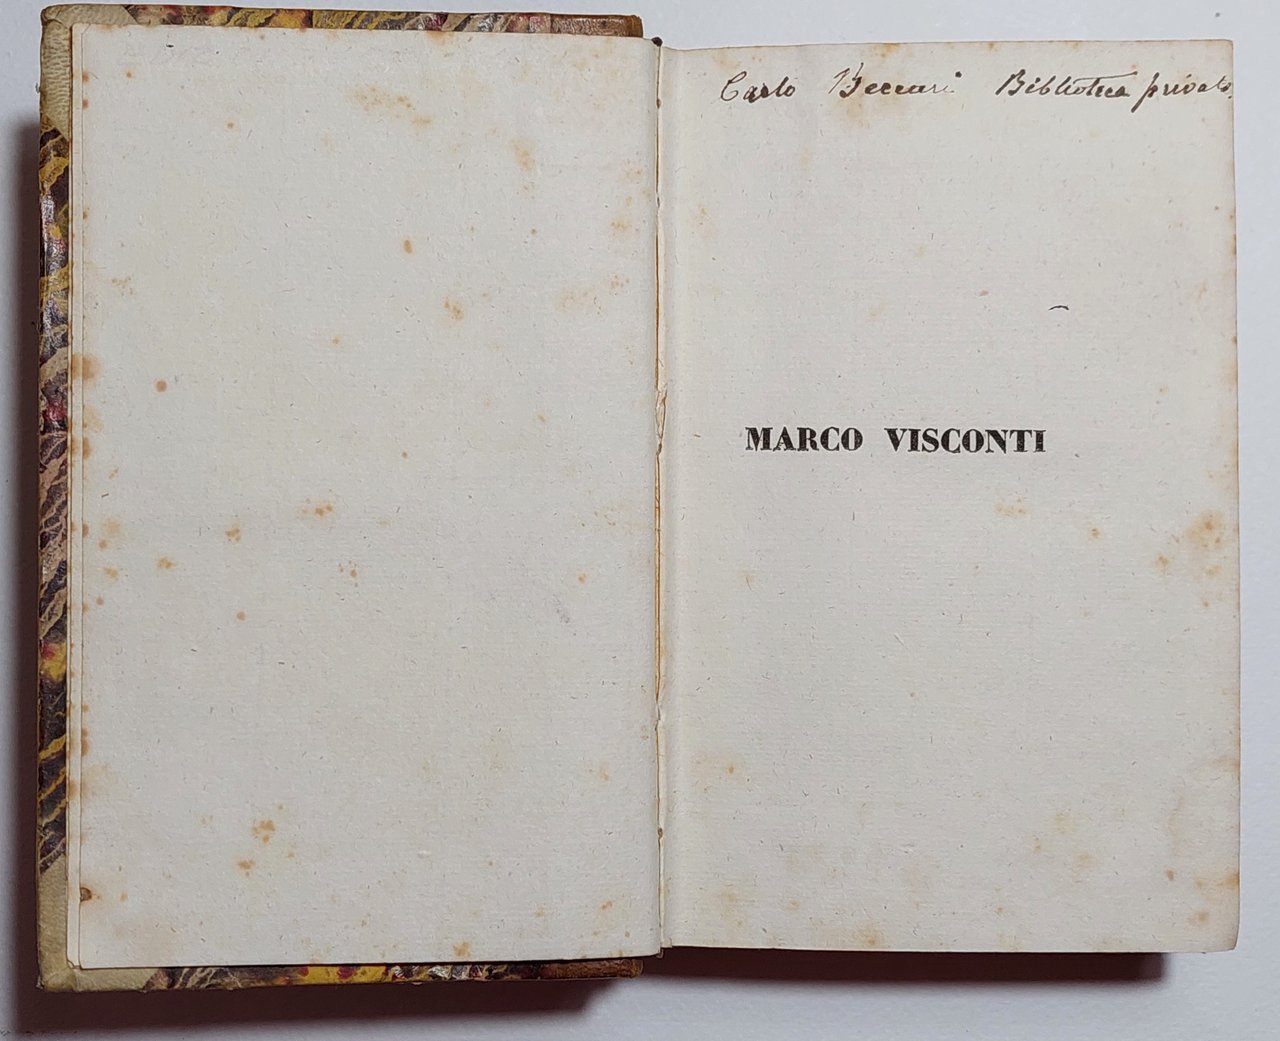 Carlo Beccari Biblioteca privata
MARCO VISCONTI